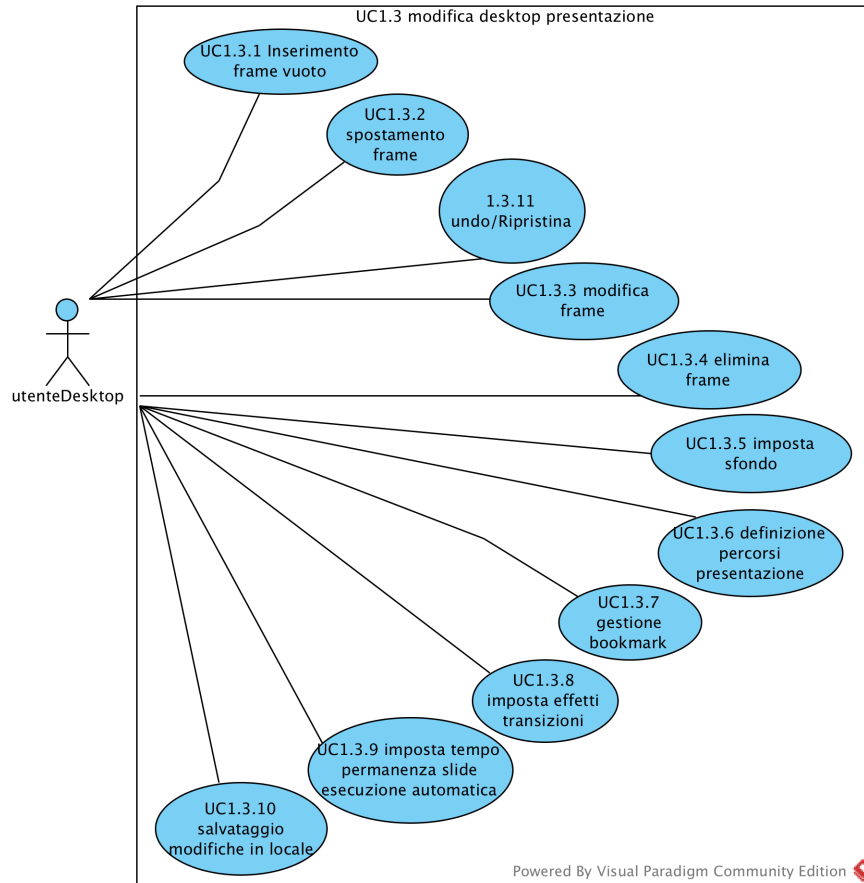 UC1.3 modifica desktop presentazione
UC1.3.1 Inserimento
frame vuoto
UC1.3.2
spostamento
frame
1.3.11
undo/Ripristina
UC1.3.3 modifica
frame
UC1.3.4 elimina
frame
utenteDesktop
UC1.3.5 imposta
sfondo
UC1.3.6 definizione
percorsi
presentazione
UC1.3.7
gestione
bookmark
UC1.3.8
imposta effetti
transizioni
UC1.3.9 imposta tempo
permanenza slide
esecuzione automatica
UC1.3.10
salvataggio
modifiche in locale
Powered By Visual Paradigm Community Edition